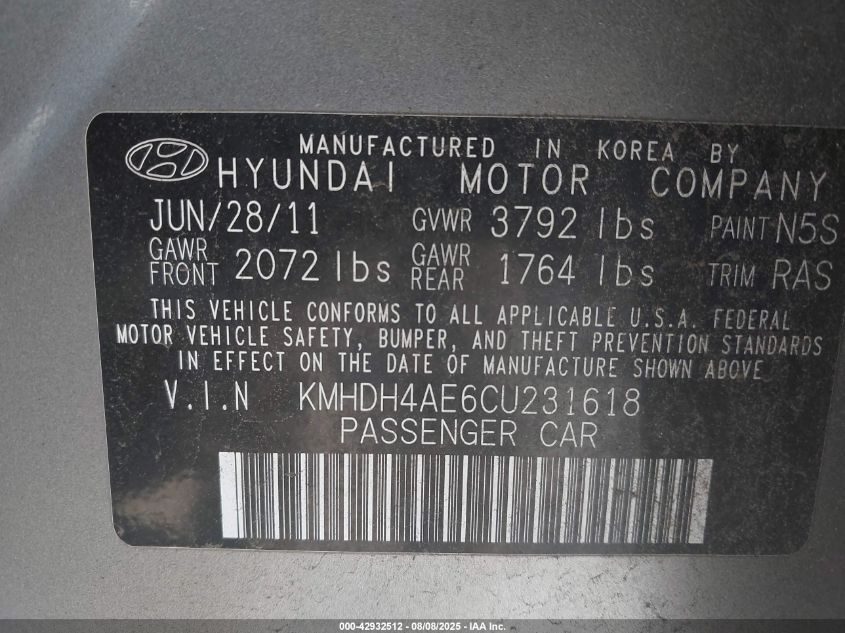 MANUFACTURED IN KOREA BY
HYUNDAI MOTOR COMPANY
JUN/28/11 GVWR 3792 lbs PAINT N5S
GAWR FRONT 2072 lbs GAWR REAR 1764 lbs TRIM RAS
THIS VEHICLE CONFORMS TO ALL APPLICABLE U.S.A. FEDERAL
MOTOR VEHICLE SAFETY, BUMPER, AND THEFT PREVENTION STANDARDS
IN EFFECT ON THE DATE OF MANUFACTURE SHOWN ABOVE
V.I.N KMHDH4AE6CU231618
PASSENGER CAR
000-42932512 - 08/08/2025 - IAA Inc.